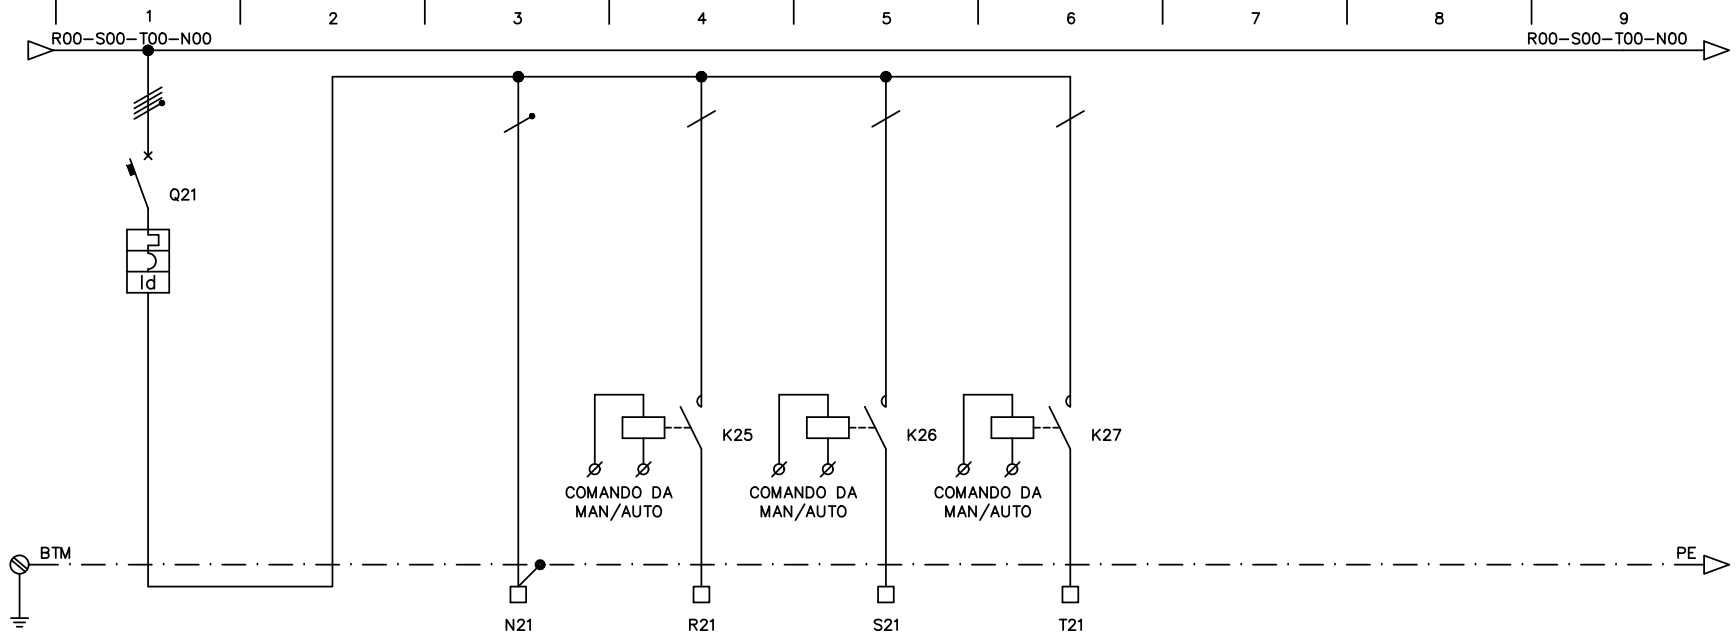 1 2 3 4 5 6 7 8 9
R00-S00-T00-N00 R00-S00-T00-N00
Q21
Id
K25 K26 K27
COMANDO DA COMANDO DA COMANDO DA
MAN/AUTO MAN/AUTO MAN/AUTO
BTM PE
N21 R21 S21 T21